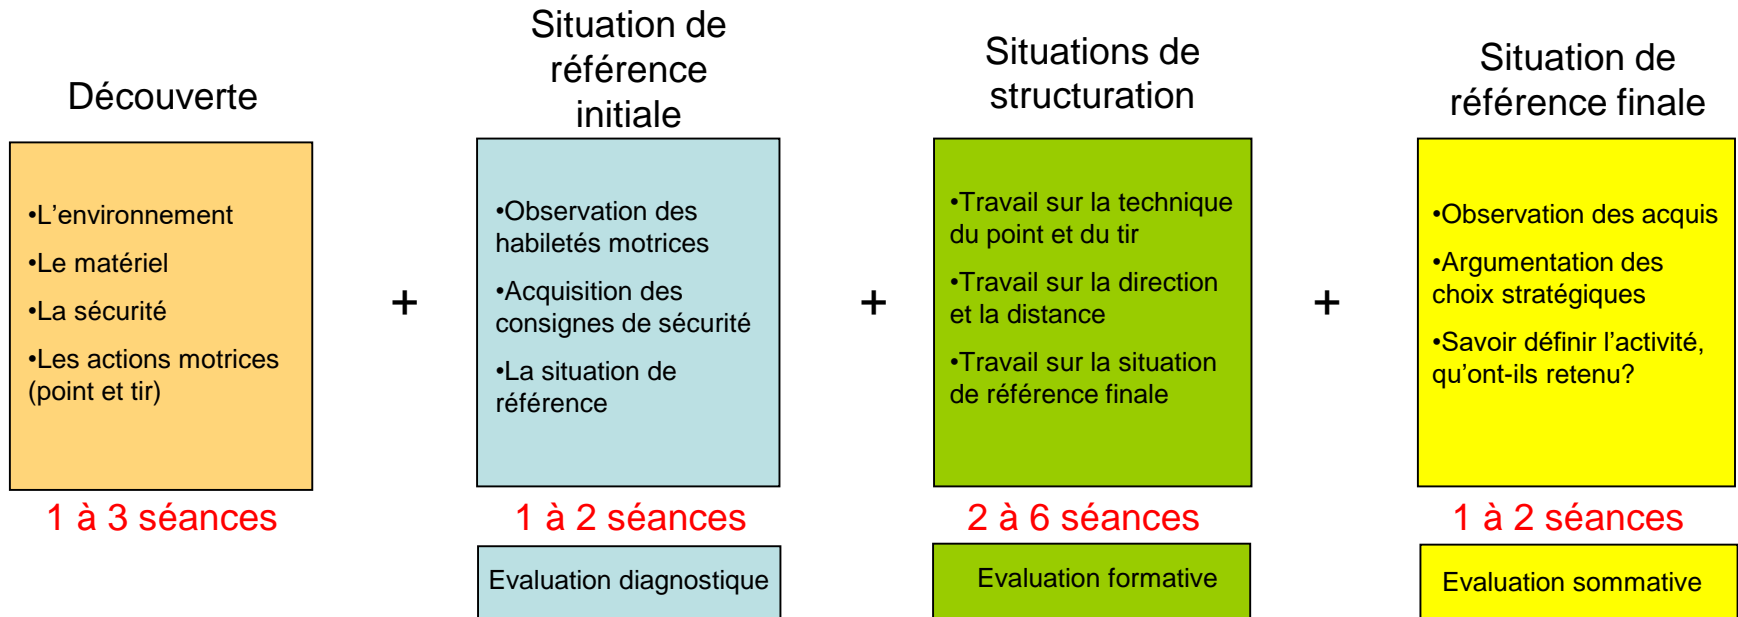 Découverte
•L'environnement
•Le matériel
•La sécurité
•Les actions motrices
(point et tir)
1 à 3 séances
+
Situation de
référence
initiale
•Observation des
habiletés motrices
•Acquisition des
consignes de sécurité
•La situation de
référence
1 à 2 séances
Evaluation diagnostique
+
Situations de
structuration
•Travail sur la technique
du point et du tir
•Travail sur la direction
et la distance
•Travail sur la situation
de référence finale
2 à 6 séances
Evaluation formative
+
Situation de
référence finale
•Observation des acquis
•Argumentation des
choix stratégiques
•Savoir définir l'activité,
qu'ont-ils retenu?
1 à 2 séances
Evaluation sommative